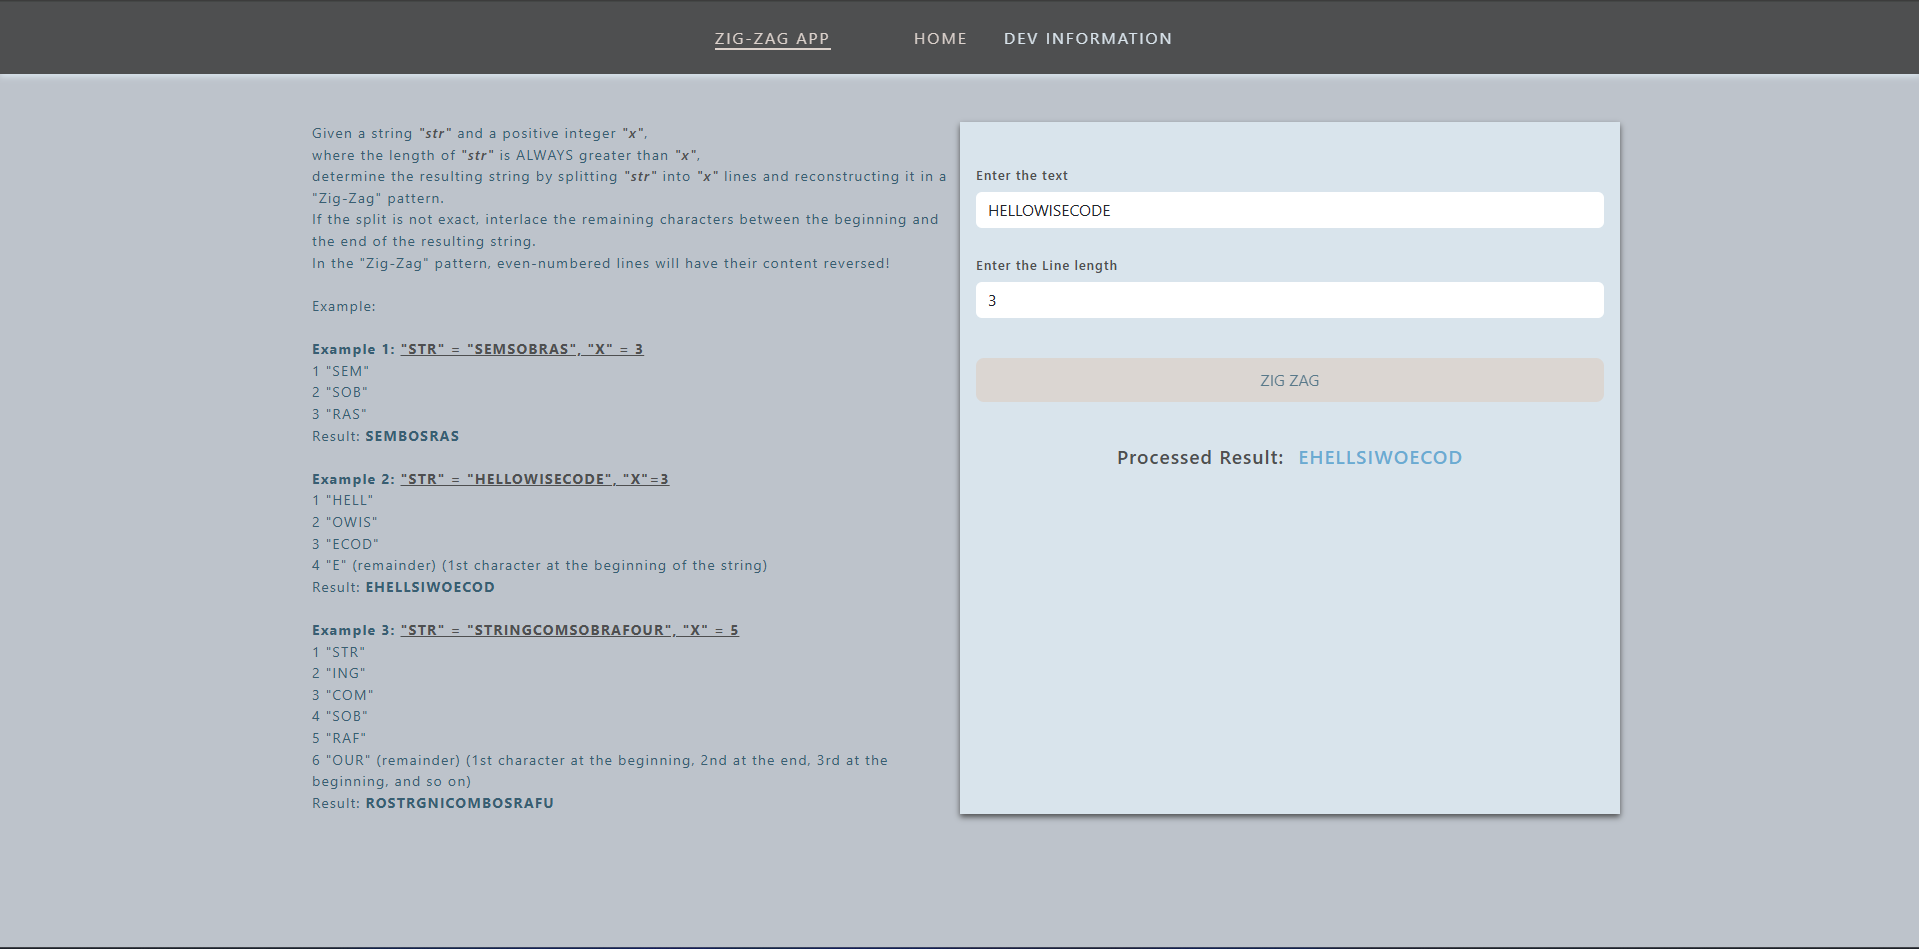 ZIG-ZAG APP HOME DEV INFORMATION
Given a string "str" and a positive integer "x",
where the length of "str" is ALWAYS greater than "x",
determine the resulting string by splitting "str" into "x" lines and reconstructing it in a
"Zig-Zag" pattern.
If the split is not exact, interlace the remaining characters between the beginning and
the end of the resulting string.
In the "Zig-Zag" pattern, even-numbered lines will have their content reversed!
Example:
Example 1: "STR" = "SEMSOBRAS", "X" = 3
1 "SEM"
2 "SOB"
3 "RAS"
Result: SEMBOSRAS
Example 2: "STR" = "HELLOWISECODE", "X"=3
1 "HELL"
2 "OWIS"
3 "ECOD"
4 "E" (remainder) (1st character at the beginning of the string)
Result: EHELLSIWOECOD
Example 3: "STR" = "STRINGCOMSOBRAFOUR", "X" = 5
1 "STR"
2 "ING"
3 "COM"
4 "SOB"
5 "RAF"
6 "OUR" (remainder) (1st character at the beginning, 2nd at the end, 3rd at the
beginning, and so on)
Result: ROSTRGNICOMBOSRAFU
Enter the text
HELLOWISECODE
Enter the Line length
3
ZIG ZAG
Processed Result: EHELLSIWOECOD